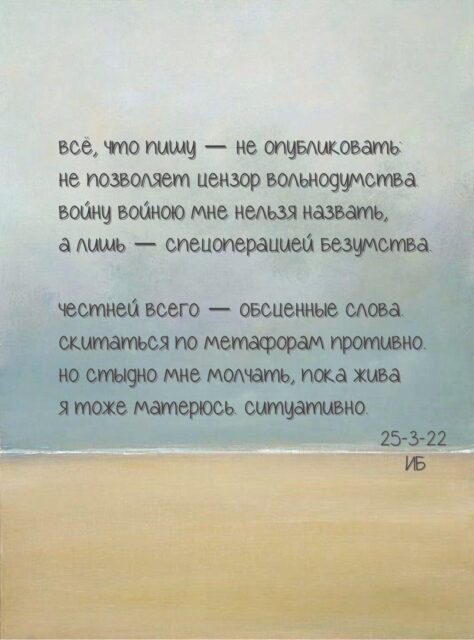 всё, что пишу — не опубликовать:
не позволяет цензор вольнодумства.
войну войною мне нельзя назвать,
а лишь — спецоперацией безумства.
честней всего — обсценные слова.
скитаться по метафорам противно.
но стыдно мне молчать, пока жива
я тоже матерюсь. ситуативно.
25-3-22
ИБ